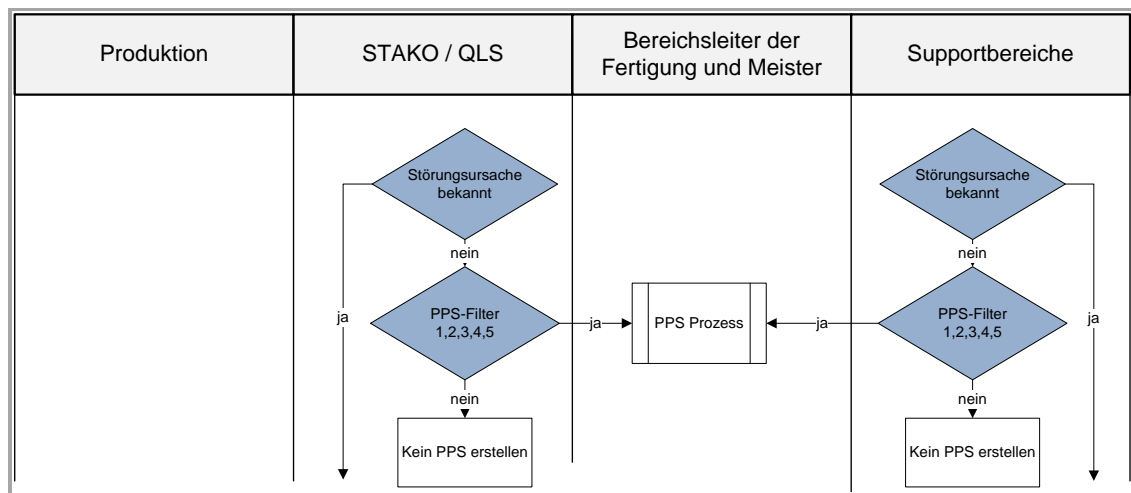 Produktion
STAKO / QLS
Bereichsleiter der
Fertigung und Meister
Supportbereiche
Störungsursache
bekannt
Störungsursache
bekannt
nein
nein
ja
PPS-Filter
1,2,3,4,5
ja
PPS Prozess
ja
PPS-Filter
1,2,3,4,5
ja
nein
nein
Kein PPS erstellen
Kein PPS erstellen